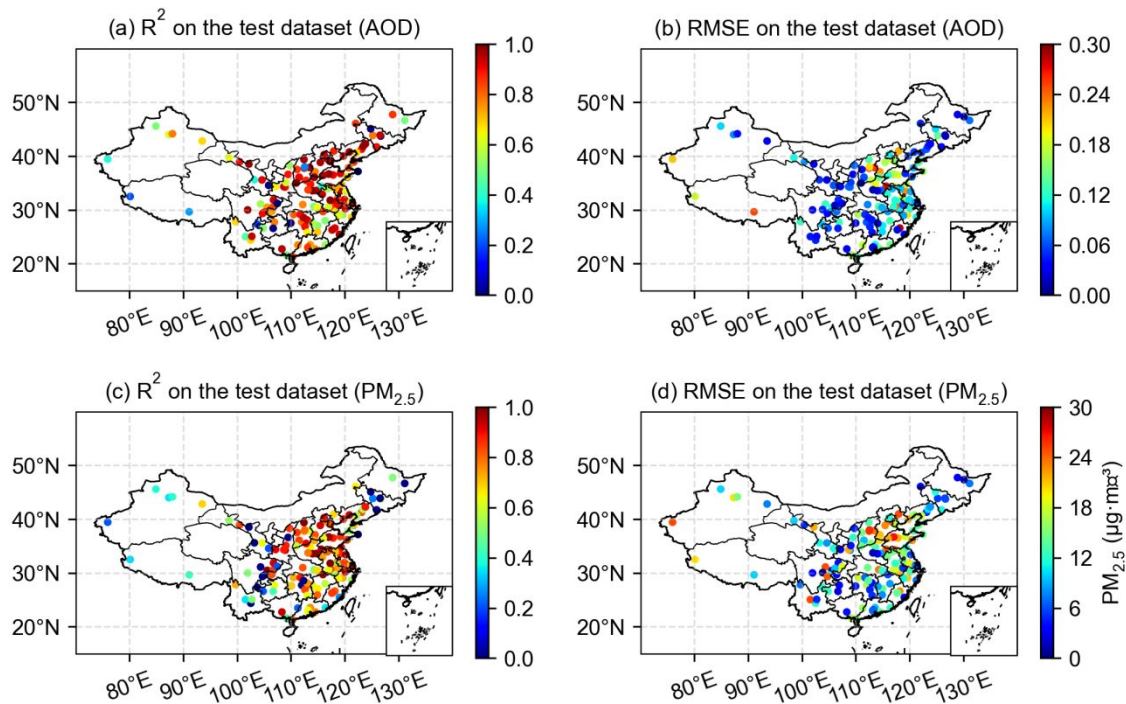 (a) R² on the test dataset (AOD)
(b) RMSE on the test dataset (AOD)
50°N
40°N
30°N
20°N
80°E
90°E
100°E
110°E
120°E
130°E
1.0
0.8
0.6
0.4
0.2
0.0
50°N
40°N
30°N
20°N
80°E
90°E
100°E
110°E
120°E
130°E
0.30
0.24
0.18
0.12
0.06
0.00
(c) R² on the test dataset (PM₂.₅)
(d) RMSE on the test dataset (PM₂.₅)
50°N
40°N
30°N
20°N
80°E
90°E
100°E
110°E
120°E
130°E
1.0
0.8
0.6
0.4
0.2
0.0
50°N
40°N
30°N
20°N
80°E
90°E
100°E
110°E
120°E
130°E
30
24
18
12
6
0
PM₂.₅ (μg·m¤³)